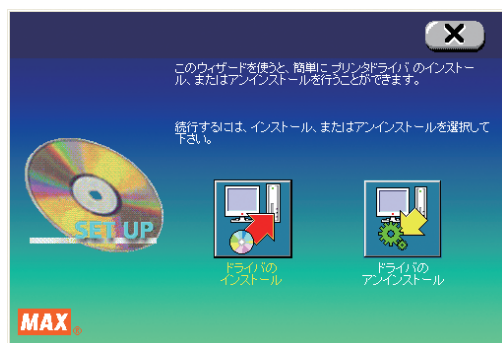 このウィザードを使うと、簡単に プリンタドライバ のインストー
ル、またはアンインストールを行うことができます。
続行するには、インストール、またはアンインストールを選択して
下さい。
SET UP
ドライバの
インストール
ドライバの
アンインストール
MAX®